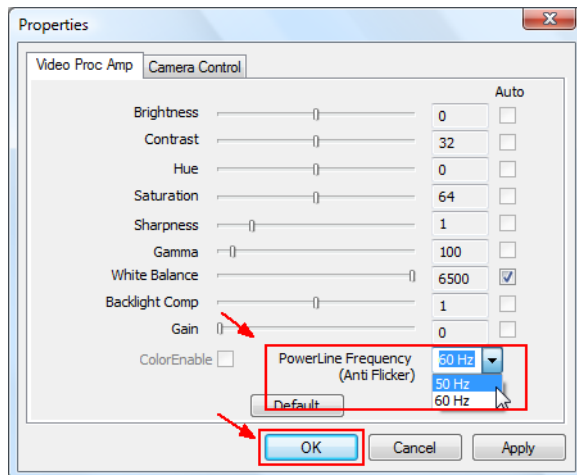 Properties
Video Proc Amp Camera Control
Auto
Brightness 0
Contrast 32
Hue 0
Saturation 64
Sharpness 1
Gamma 100
White Balance 6500
Backlight Comp 1
Gain 0
ColorEnable PowerLine Frequency 60 Hz
(Anti Flicker)
50 Hz
60 Hz
Default
OK Cancel Apply